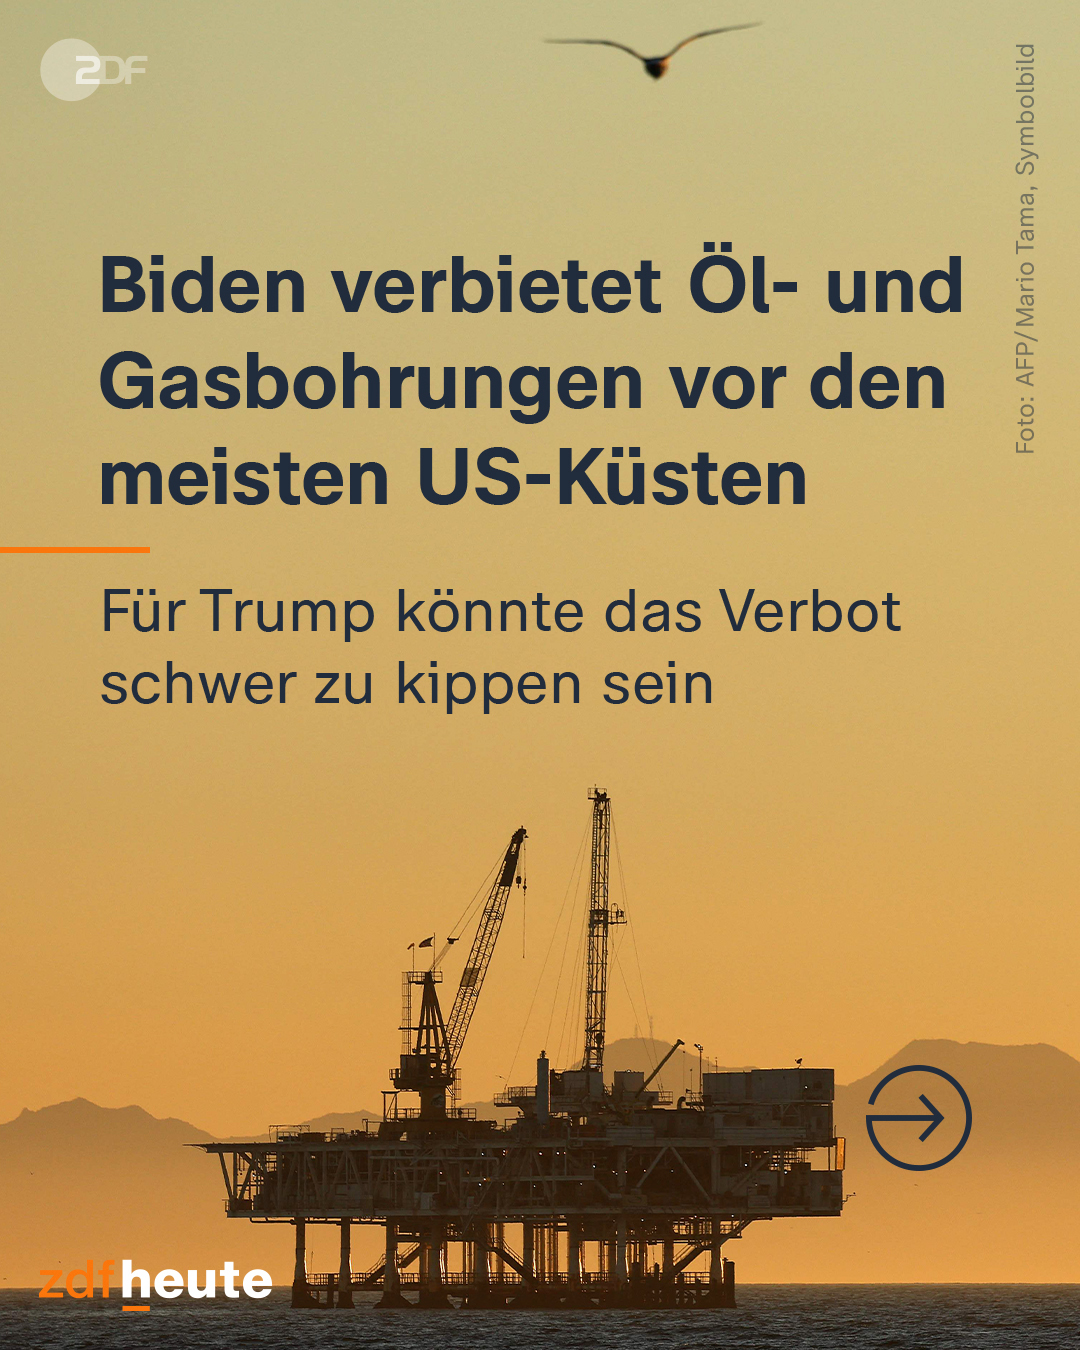 ZDF
Foto: AFP/Mario Tama, Symbolbild
Biden verbietet Öl- und
Gasbohrungen vor den
meisten US-Küsten
Für Trump könnte das Verbot
schwer zu kippen sein
zdfheute